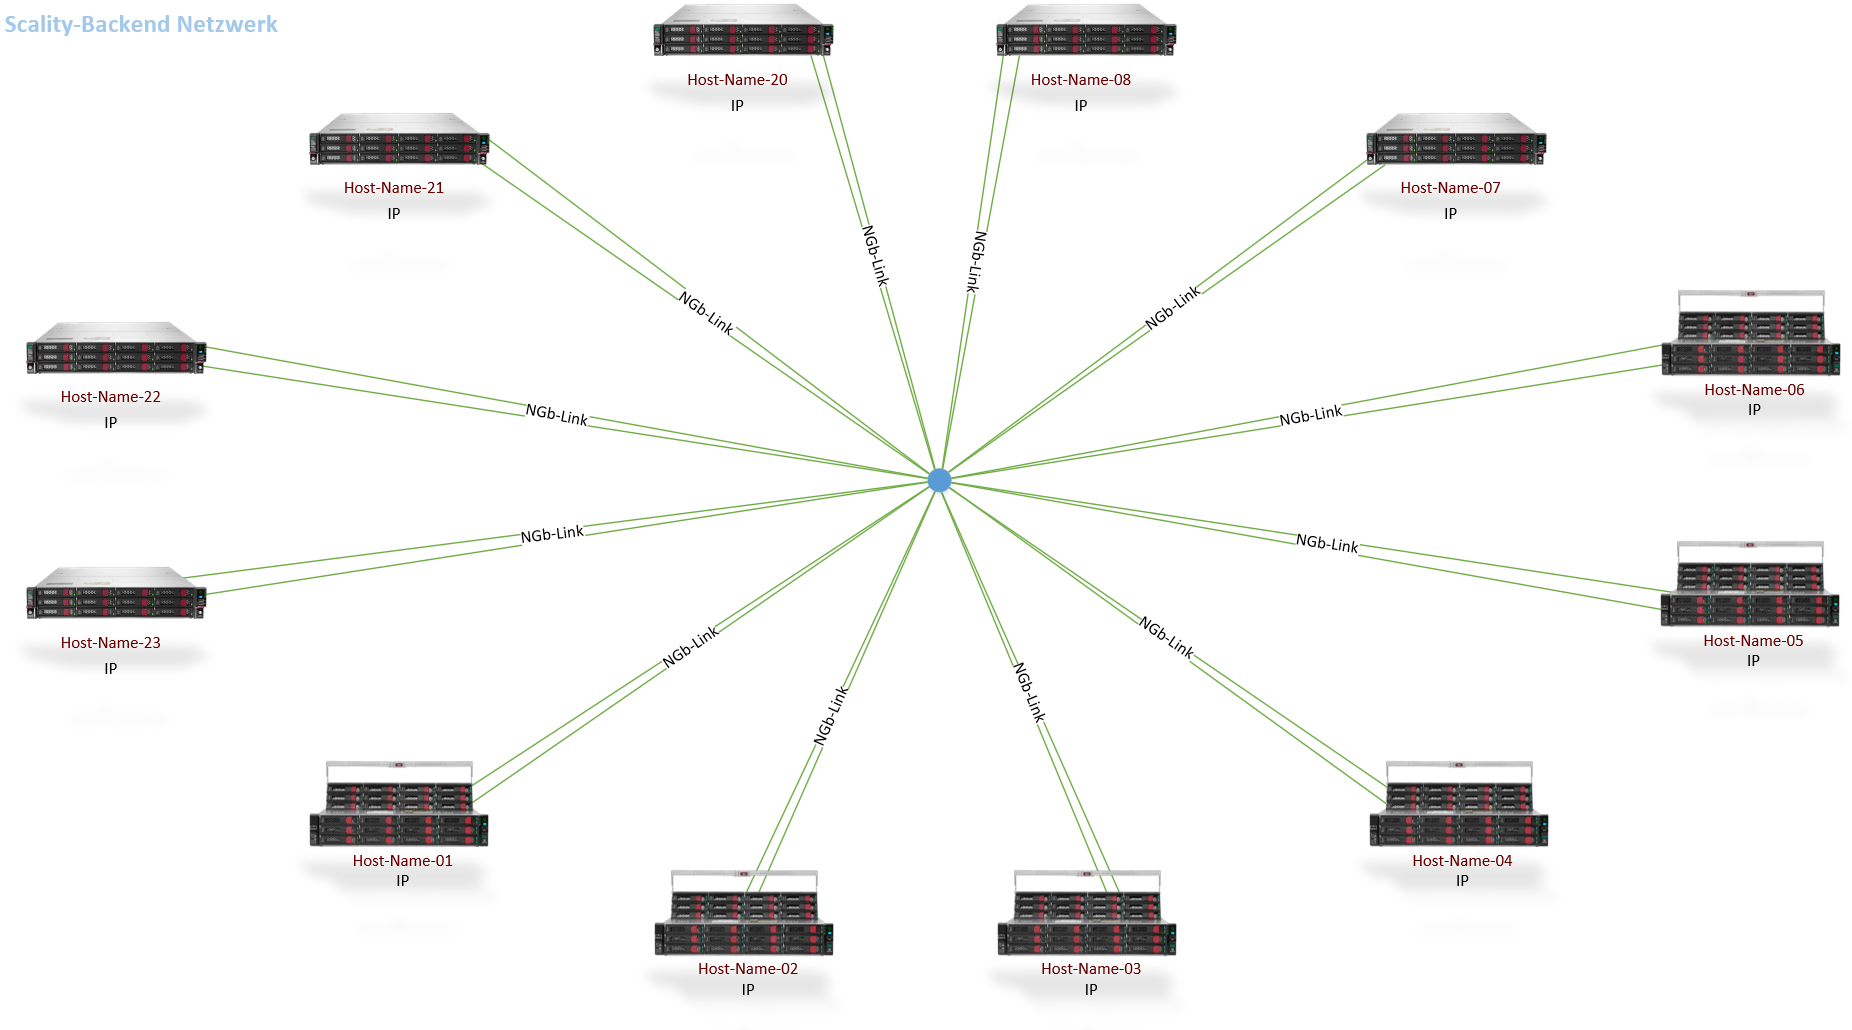 Scality-Backend Netzwerk
Host-Name-20
IP
Host-Name-08
IP
Host-Name-21
IP
Host-Name-07
IP
NGb-Link
NGb-Link
NGb-Link
NGb-Link
Host-Name-22
IP
Host-Name-06
IP
NGb-Link
NGb-Link
NGb-Link
NGb-Link
Host-Name-23
IP
Host-Name-05
IP
NGb-Link
NGb-Link
NGb-Link
NGb-Link
Host-Name-01
IP
Host-Name-04
IP
Host-Name-02
IP
Host-Name-03
IP